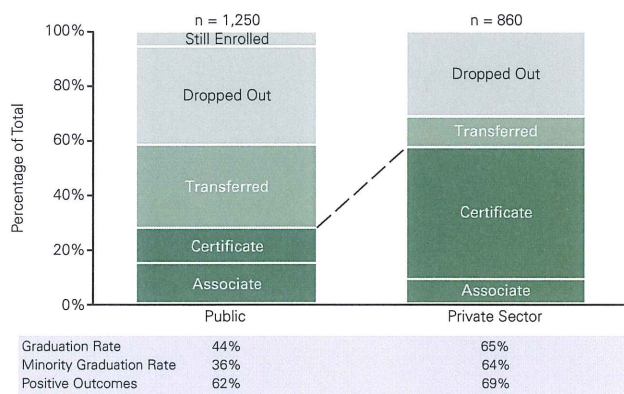 n = 1,250 n = 860
100%
Still Enrolled
80%
Dropped Out Dropped Out
60%
Transferred
Transferred
40%
Certificate
Certificate
20%
Associate
Associate
0%
Percentage of Total
Public Private Sector
Graduation Rate 44% 65%
Minority Graduation Rate 36% 64%
Positive Outcomes 62% 69%